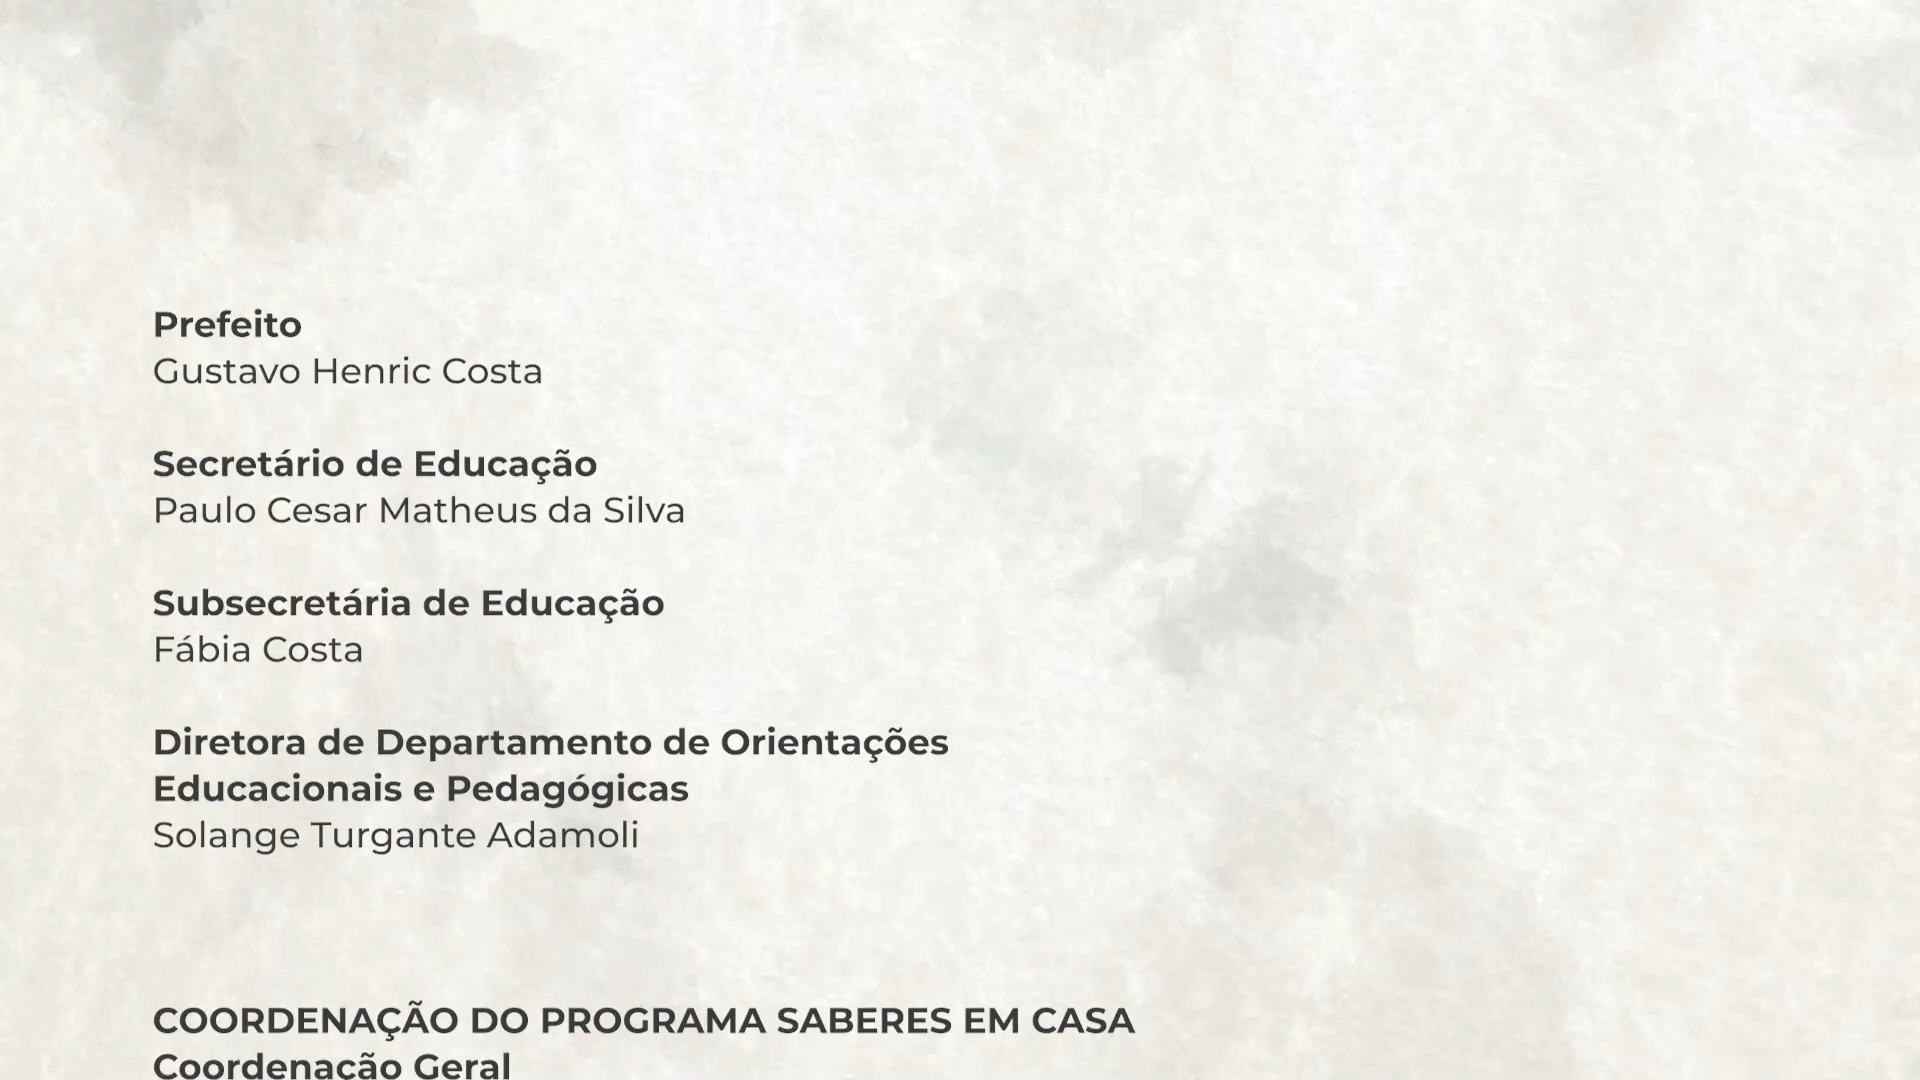 Prefeito
Gustavo Henric Costa
Secretário de Educação
Paulo Cesar Matheus da Silva
Subsecretária de Educação
Fábia Costa
Diretora de Departamento de Orientações
Educacionais e Pedagógicas
Solange Turgante Adamoli
COORDENAÇÃO DO PROGRAMA SABERES EM CASA
Coordenação Geral